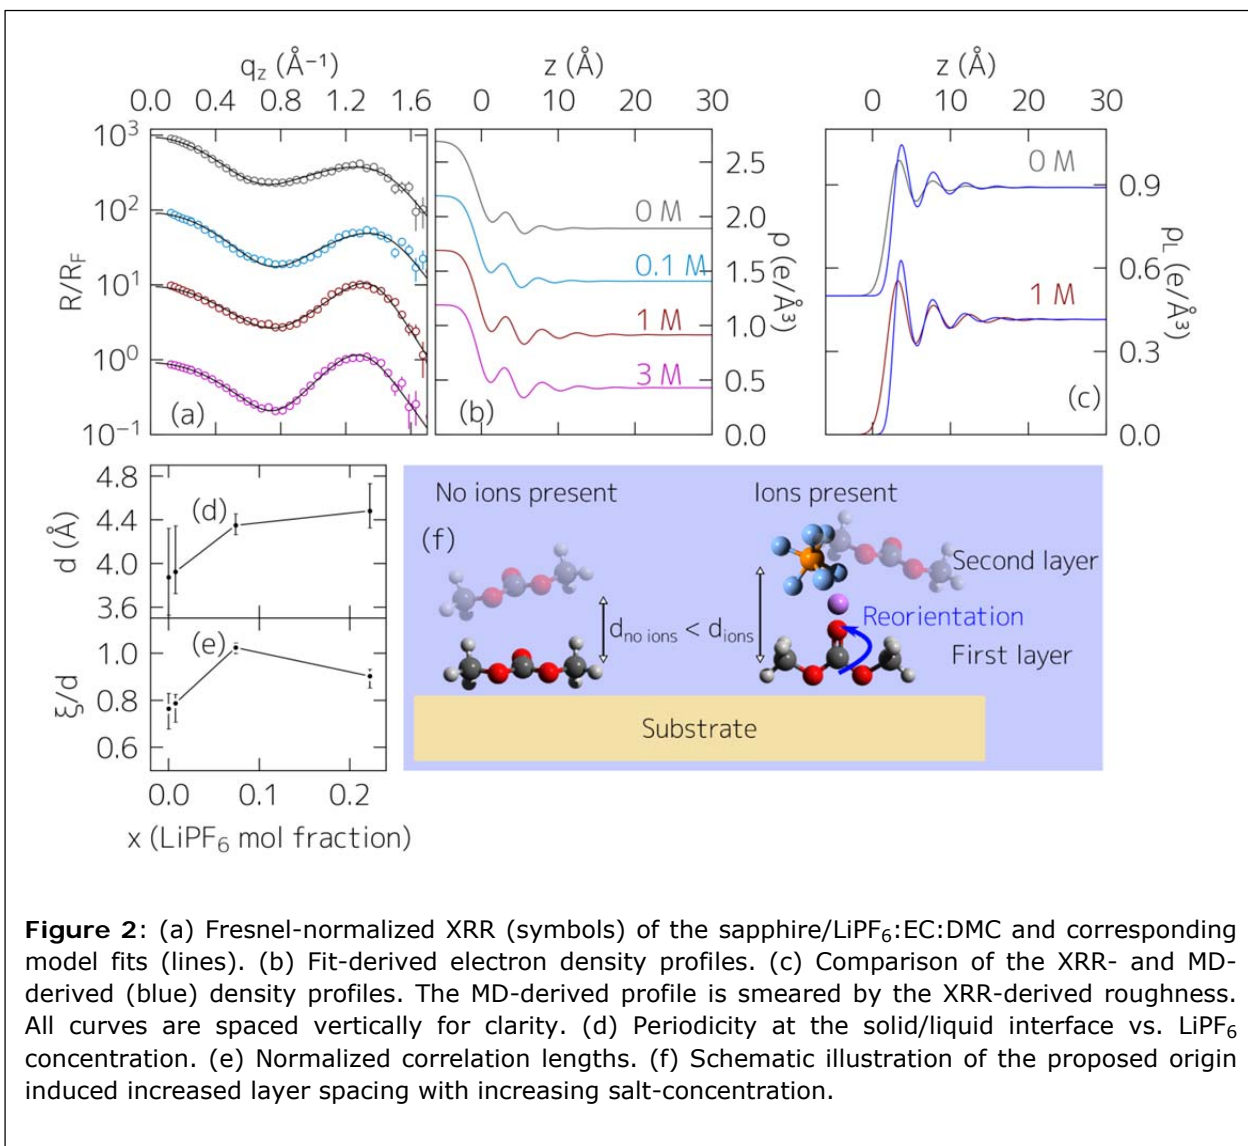 q_z (Å⁻¹)
z (Å)
z (Å)
0.0 0.4 0.8 1.2 1.6
0 10 20 30
0 10 20 30
10³
10²
10¹
10⁰
10⁻¹
R/R_F
(a)
0 M
0.1 M
1 M
3 M
(b)
2.5
2.0
1.5
1.0
0.5
0.0
ρ (e/Å³)
0 M
1 M
(c)
0.9
0.6
0.3
0.0
ρ_L (e/Å³)
4.8
4.4
4.0
3.6
d (Å)
(d)
1.0
0.8
0.6
ξ/d
(e)
0.0 0.1 0.2
x (LiPF₆ mol fraction)
No ions present
Ions present
(f)
Second layer
d_no ions < d_ions
Reorientation
First layer
Substrate
Figure 2: (a) Fresnel-normalized XRR (symbols) of the sapphire/LiPF₆:EC:DMC and corresponding
model fits (lines). (b) Fit-derived electron density profiles. (c) Comparison of the XRR- and MD-
derived (blue) density profiles. The MD-derived profile is smeared by the XRR-derived roughness.
All curves are spaced vertically for clarity. (d) Periodicity at the solid/liquid interface vs. LiPF₆
concentration. (e) Normalized correlation lengths. (f) Schematic illustration of the proposed origin
induced increased layer spacing with increasing salt-concentration.